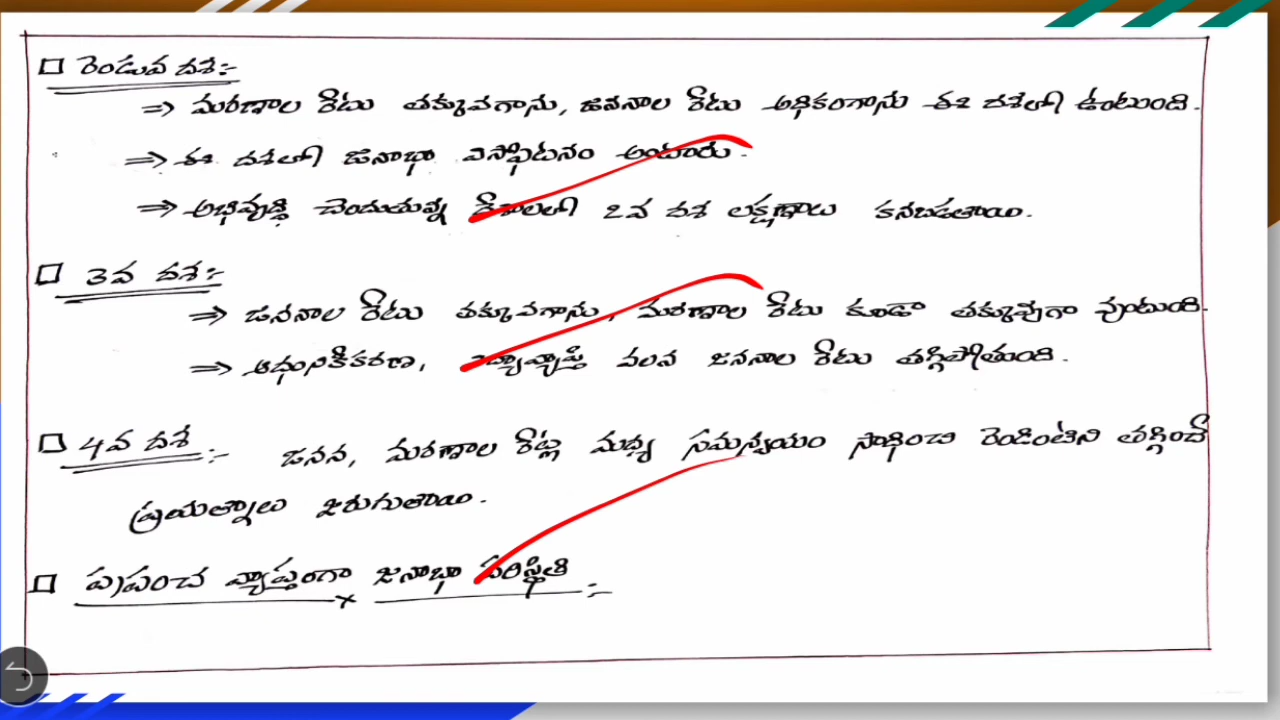 □ రెండువ దశ:-
⇒ మరణాల రేటు తక్కువగాను, జననాల రేటు అధికంగాను ఈ దశలో ఉంటుంది.
⇒ ఈ దశలో జనాభా విస్ఫోటనం అంటారు.
⇒ అభివృద్ధి చెందుతున్న దేశాలలో 2వ దశ లక్షణాలు కనబడతాయి.
□ 3వ దశ:-
⇒ జననాల రేటు తక్కువగాను, మరణాల రేటు కూడా తక్కువుగా వుంటుంది.
⇒ ఆధునికీకరణ, విద్యావ్యాప్తి వలన జననాల రేటు తగ్గిపోతుంది.
□ 4వ దశ :- జనన, మరణాల రేట్ల మధ్య సమన్వయం సాధించి రెండింటిని తగ్గించే
ప్రయత్నాలు జరుగుతాయి.
□ ప్రపంచ వ్యాప్తంగా జనాభా పరిస్థితి :-